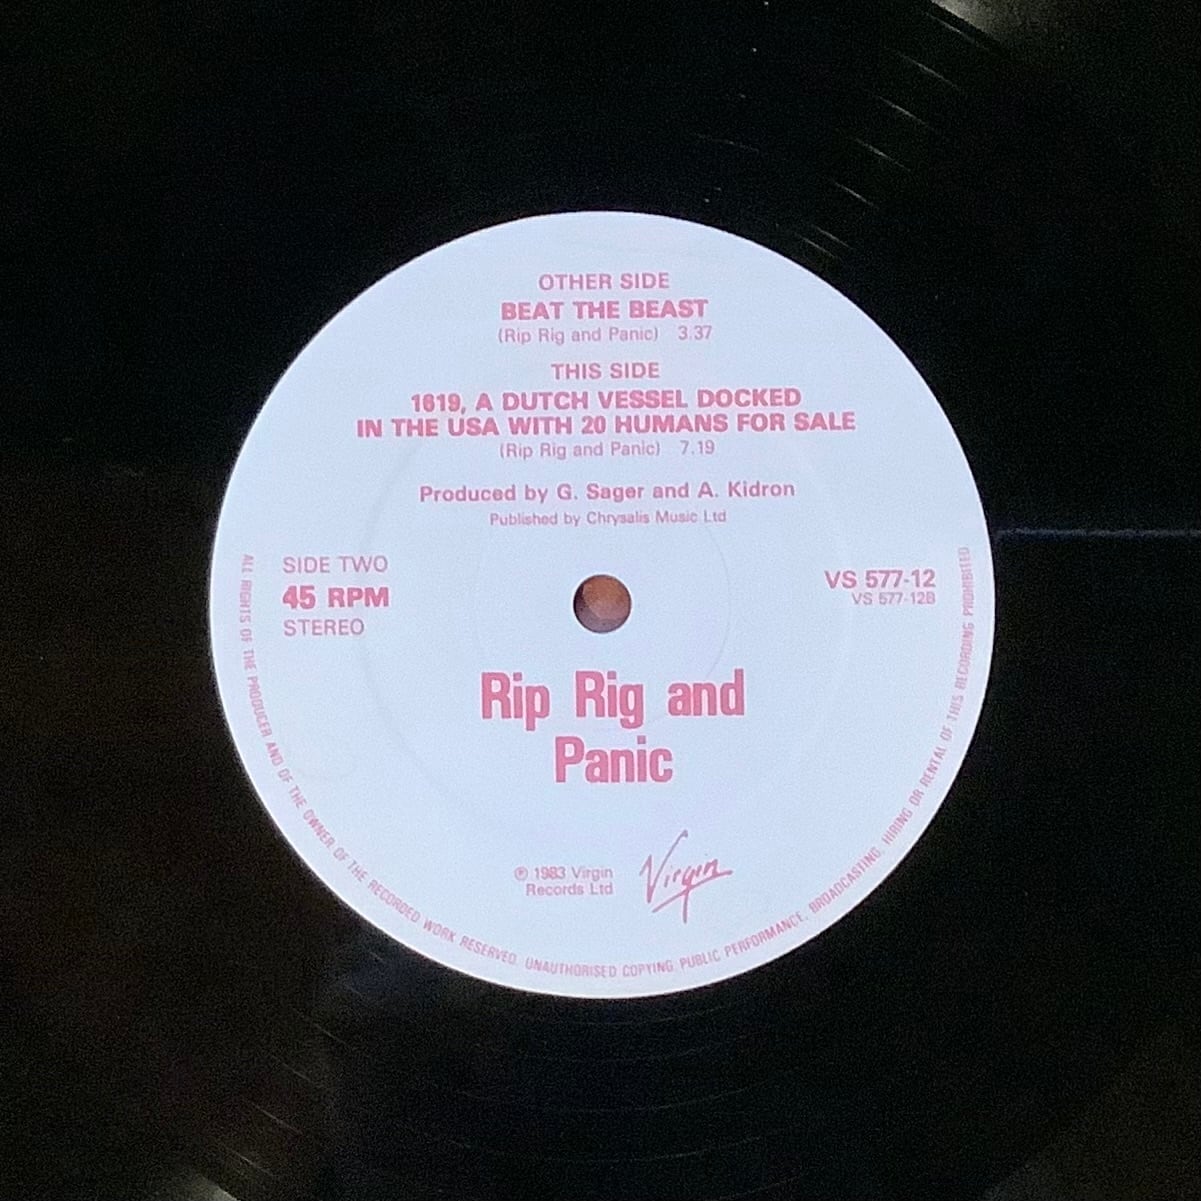 OTHER SIDE
BEAT THE BEAST
(Rip Rig and Panic) 3.37
THIS SIDE
1619, A DUTCH VESSEL DOCKED
IN THE USA WITH 20 HUMANS FOR SALE
(Rip Rig and Panic) 7.19
Produced by G. Sager and A. Kidron
Published by Chrysalis Music Ltd
SIDE TWO
45 RPM
STEREO
VS 577-12
VS 577-12B
Rip Rig and
Panic
℗ 1983 Virgin
Records Ltd
Virgin
ALL RIGHTS OF THE PRODUCER AND OF THE OWNER OF THE RECORDED WORK RESERVED. UNAUTHORISED COPYING, PUBLIC PERFORMANCE, BROADCASTING, HIRING OR RENTAL OF THIS RECORDING PROHIBITED